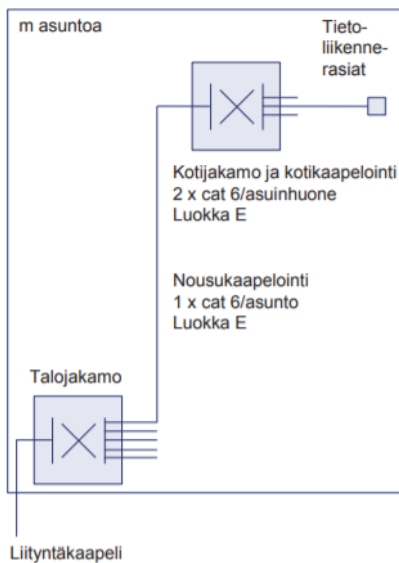 m asuntoa
Tieto-
liikenne-
rasiat
Kotijakamo ja kotikaapelointi
2 x cat 6/asuinhuone
Luokka E
Nousukaapelointi
1 x cat 6/asunto
Luokka E
Talojakamo
Liityntäkaapeli